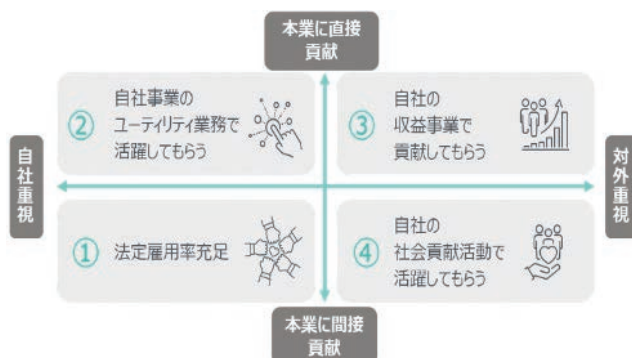 本業に直接
貢献
②
自社事業の
ユーティリティ業務で
活躍してもらう
③
自社の
収益事業で
貢献してもらう
自社重視
対外重視
①
法定雇用率充足
④
自社の
社会貢献活動で
活躍してもらう
本業に間接
貢献